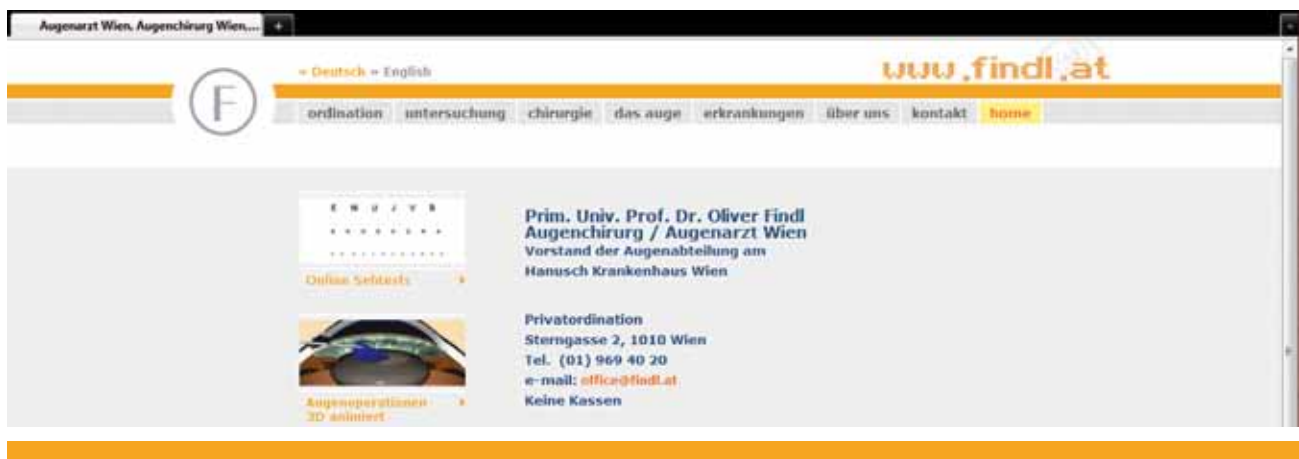 Augenarzt Wien, Augenchirurg Wien,... +
» Deutsch » English
www.findl.at
F
ordination untersuchung chirurgie das auge erkrankungen über uns kontakt home
K N U J V B
Online Sehtests
Prim. Univ. Prof. Dr. Oliver Findl
Augenchirurg / Augenarzt Wien
Vorstand der Augenabteilung am
Hanusch Krankenhaus Wien
Privatordination
Sterngasse 2, 1010 Wien
Tel. (01) 969 40 20
e-mail: office@findl.at
Keine Kassen
Augenoperationen
3D animiert